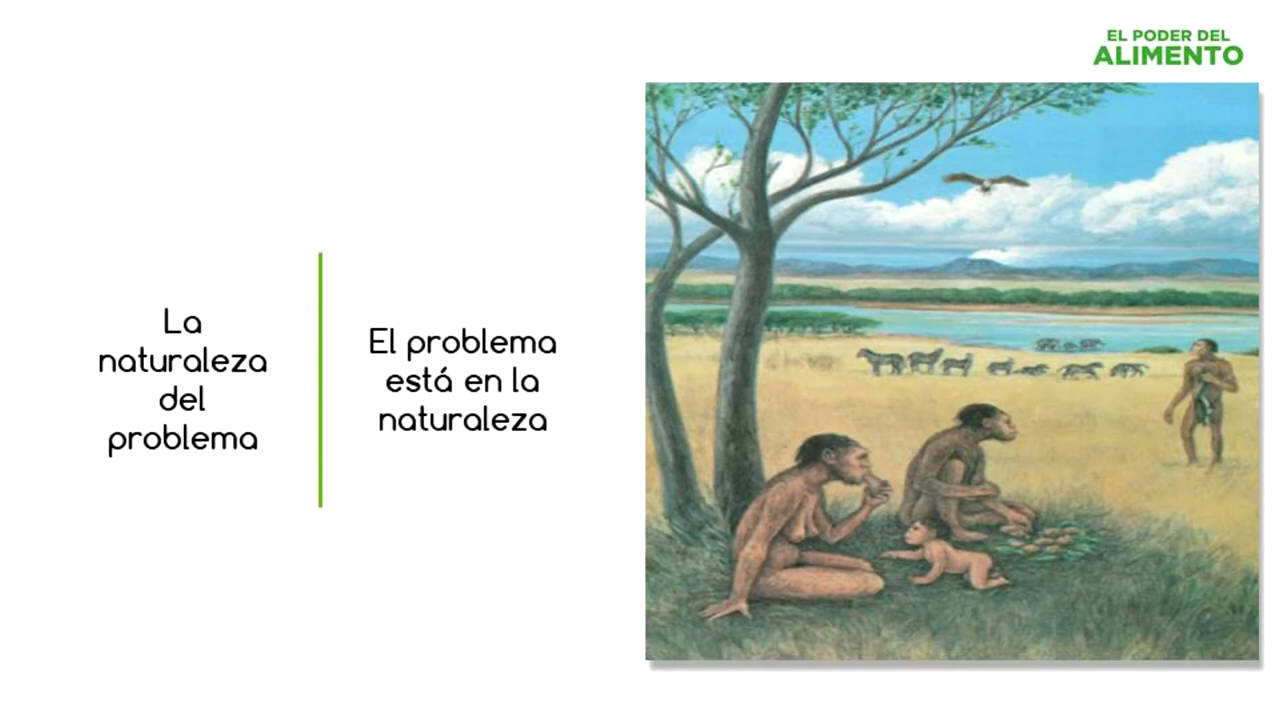 EL PODER DEL
ALIMENTO
La
naturaleza
del
problema
El problema
está en la
naturaleza